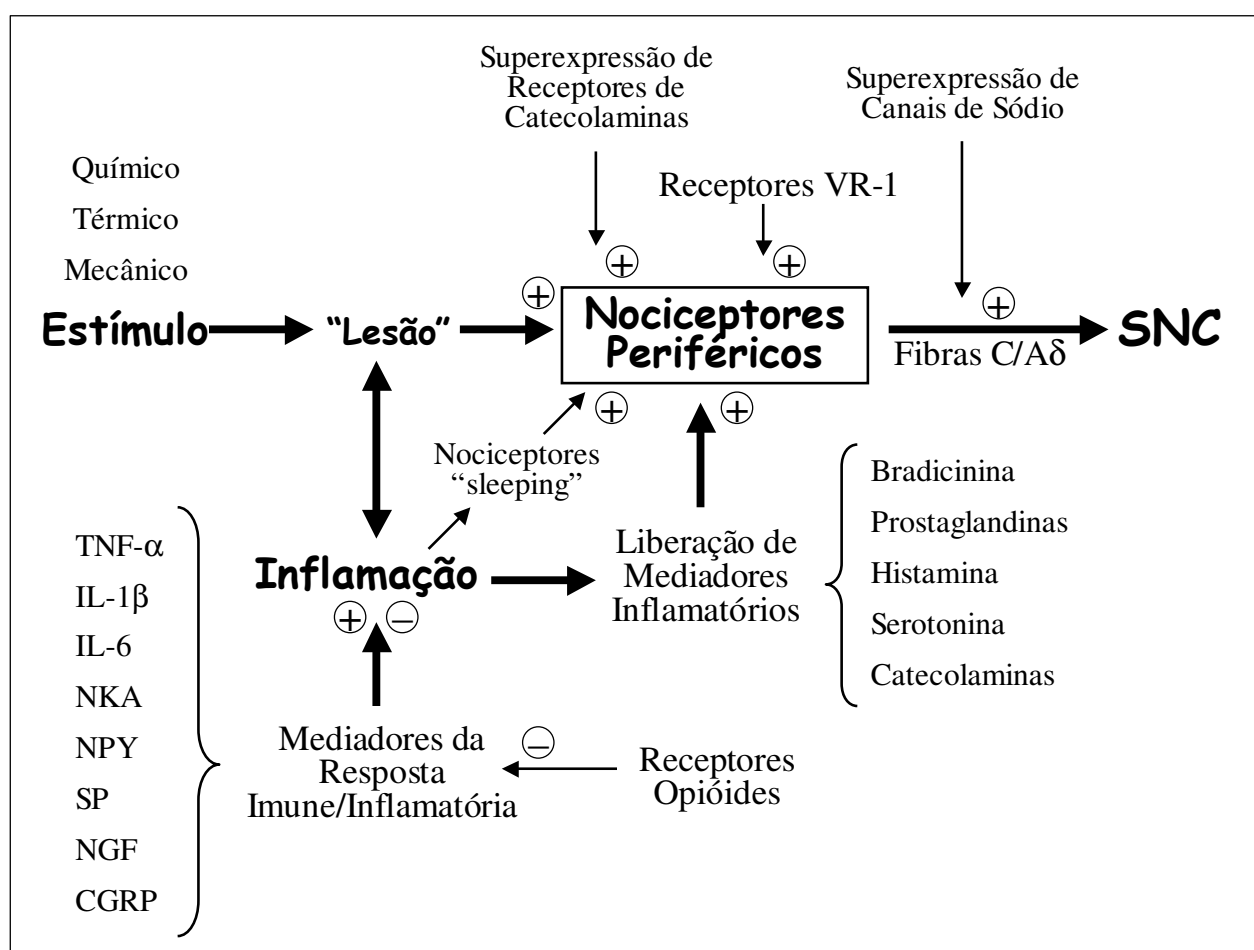 Superexpressão de
Receptores de
Catecolaminas
Superexpressão de
Canais de Sódio
Químico
Térmico
Mecânico
Receptores VR-1
+
+
+
+
Estímulo
“Lesão”
Nociceptores
Periféricos
SNC
Fibras C/Aδ
+
+
Nociceptores
“sleeping”
Bradicinina
Prostaglandinas
Histamina
Serotonina
Catecolaminas
Liberação de
Mediadores
Inflamatórios
Inflamação
+ −
TNF-α
IL-1β
IL-6
NKA
NPY
SP
NGF
CGRP
Mediadores da
Resposta
Imune/Inflamatória
−
Receptores
Opióides